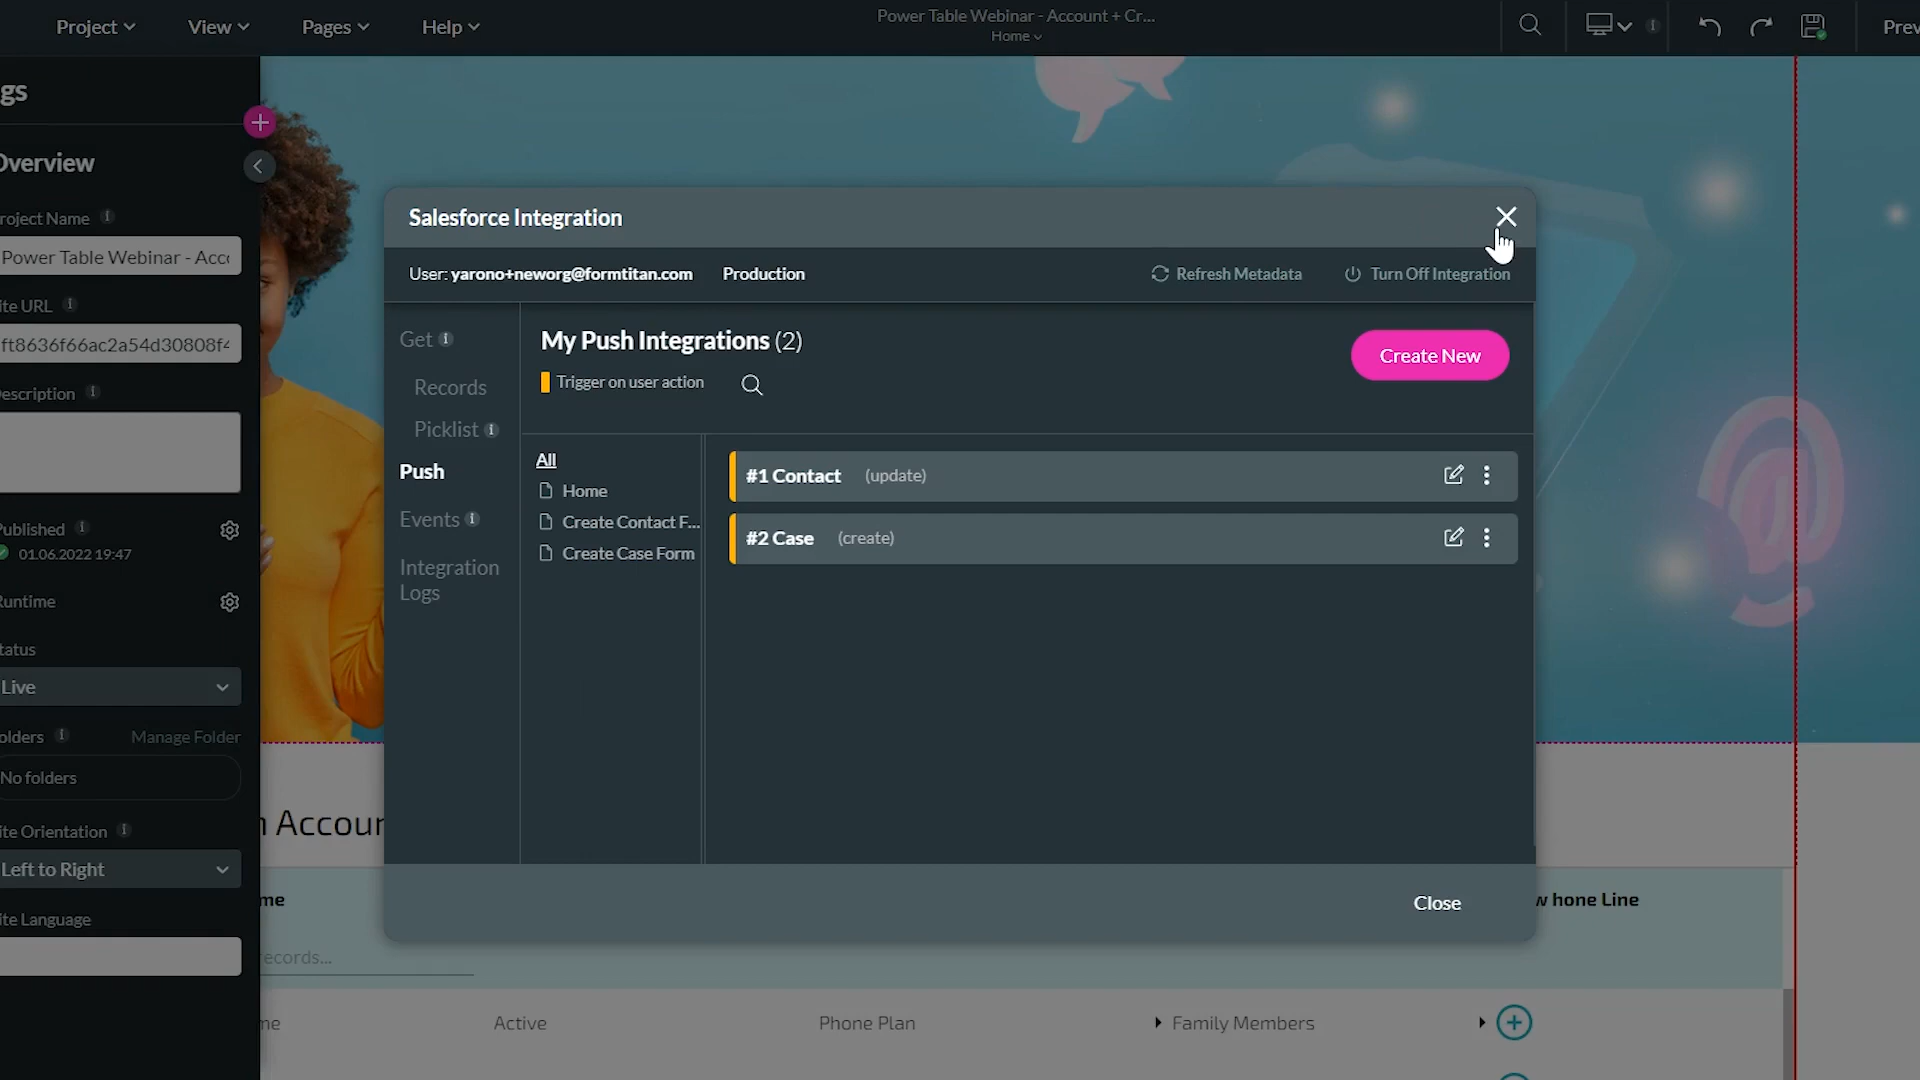 Project
View
Pages
Help
Power Table Webinar - Account + Cr...
Home
Prev
gs
Overview
roject Name
Power Table Webinar - Acco
ite URL
ft8636f66ac2a54d30808f4
escription
Published
01.06.2022 19:47
Runtime
tatus
Live
olders
Manage Folder
No folders
ite Orientation
Left to Right
ite Language
Salesforce Integration
User: yarono+neworg@formtitan.com
Production
Refresh Metadata
Turn Off Integration
Get
Records
Picklist
Push
Events
Integration
Logs
My Push Integrations (2)
Trigger on user action
Create New
All
Home
Create Contact F...
Create Case Form
#1 Contact (update)
#2 Case (create)
Close
n Accoun
me
w hone Line
ecords...
me
Active
Phone Plan
Family Members